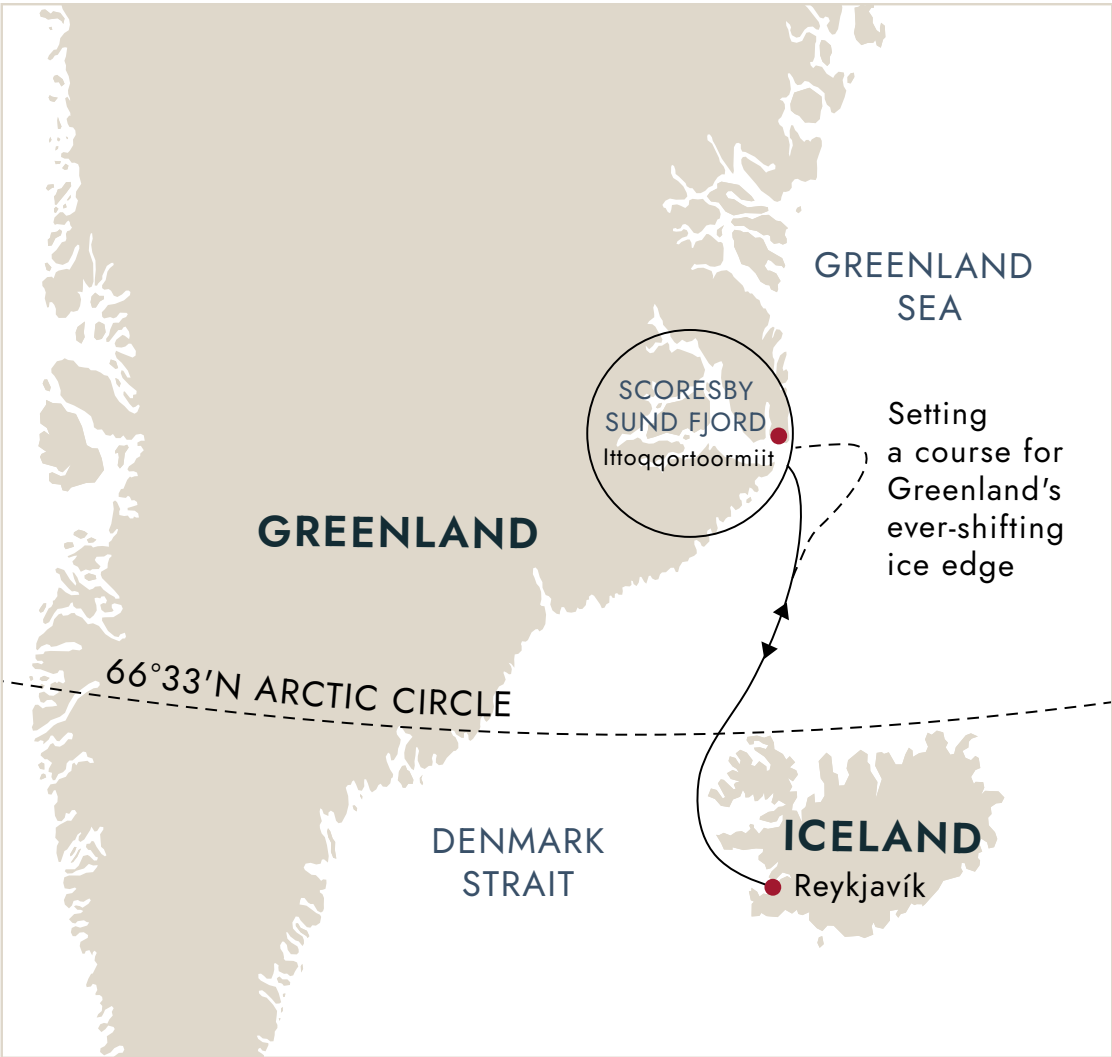 GREENLAND
SEA
SCORESBY
SUND FJORD
Ittoqqortoormiit
Setting
a course for
Greenland's
ever-shifting
ice edge
GREENLAND
66°33'N ARCTIC CIRCLE
DENMARK
STRAIT
ICELAND
Reykjavík